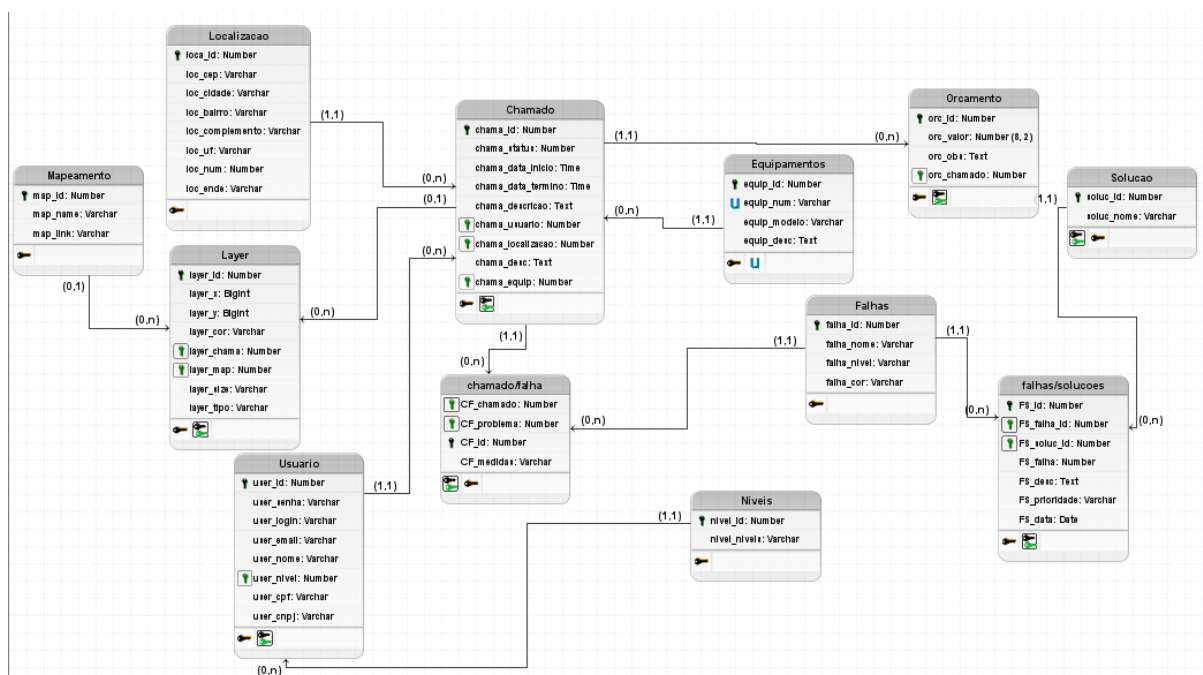 Localizacao
loca_id: Number
loc_cep: Varchar
loc_cidade: Varchar
loc_bairro: Varchar
loc_complemento: Varchar
loc_uf: Varchar
loc_num: Number
loc_ende: Varchar
(1,1)
(0,n)
Mapeamento
map_id: Number
map_name: Varchar
map_link: Varchar
(0,1)
(0,n)
Layer
layer_id: Number
layer_x: BigInt
layer_y: BigInt
layer_cor: Varchar
layer_chama: Number
layer_map: Number
layer_size: Varchar
layer_tipo: Varchar
(0,n)
(0,1)
Chamado
chama_id: Number
chama_status: Number
chama_data_inicio: Time
chama_data_termino: Time
chama_descricao: Text
chama_usuario: Number
chama_localizacao: Number
chama_desc: Text
chama_equip: Number
(1,1)
(0,n)
(0,n)
(0,n)
(1,1)
Equipamentos
equip_id: Number
U equip_num: Varchar
equip_modelo: Varchar
equip_desc: Text
U
Orcamento
orc_id: Number
orc_valor: Number (8, 2)
orc_obs: Text
orc_chamado: Number
Solucao
soluc_id: Number
soluc_nome: Varchar
(1,1)
(0,n)
Falhas
falha_id: Number
falha_nome: Varchar
falha_nivel: Varchar
falha_cor: Varchar
(1,1)
(1,1)
(0,n)
(0,n)
falhas/solucoes
FS_id: Number
FS_falha_id: Number
FS_soluc_id: Number
FS_falha: Number
FS_desc: Text
FS_prioridade: Varchar
FS_data: Date
(1,1)
(0,n)
chamado/falha
CF_chamado: Number
CF_problema: Number
CF_id: Number
CF_medidas: Varchar
Usuario
user_id: Number
user_senha: Varchar
user_login: Varchar
user_email: Varchar
user_nome: Varchar
user_nivel: Number
user_cpf: Varchar
user_cnpj: Varchar
(1,1)
(0,n)
(1,1)
Niveis
nivel_id: Number
nivel_niveis: Varchar